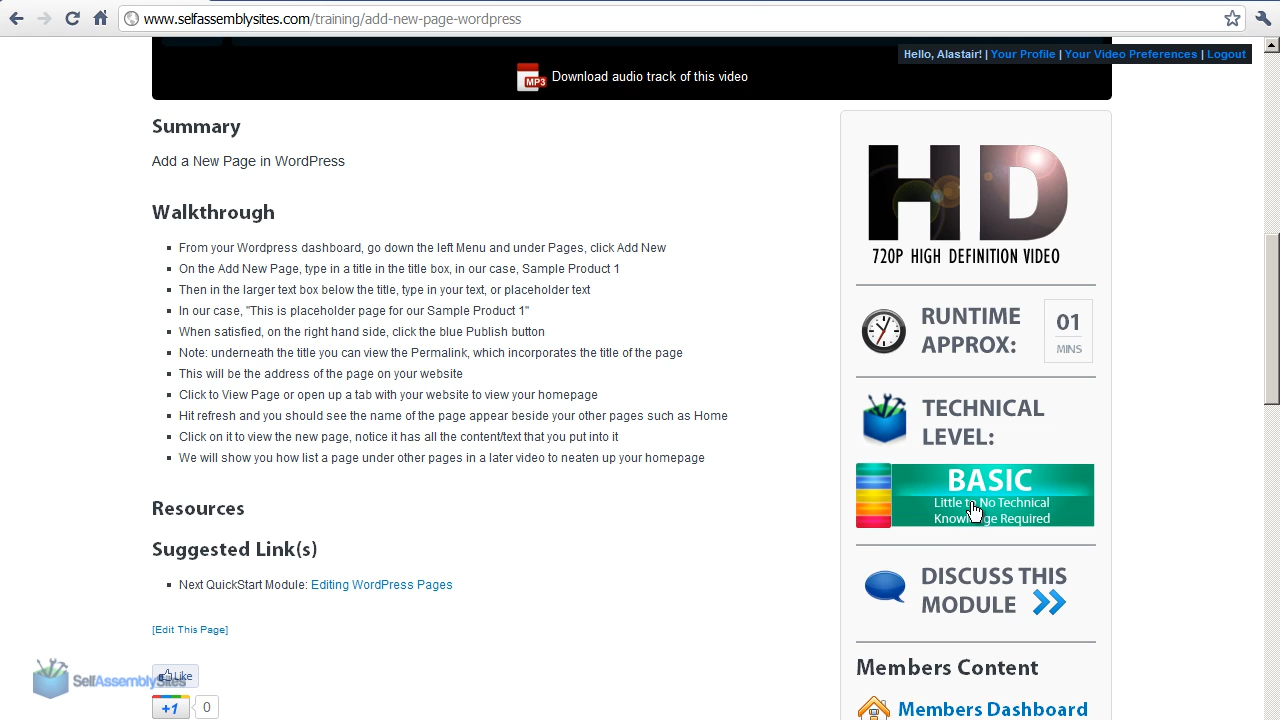 www.selfassemblysites.com/training/add-new-page-wordpress
Hello, Alastair! | Your Profile | Your Video Preferences | Logout
MP3 Download audio track of this video
Summary
Add a New Page in WordPress
Walkthrough
From your Wordpress dashboard, go down the left Menu and under Pages, click Add New
On the Add New Page, type in a title in the title box, in our case, Sample Product 1
Then in the larger text box below the title, type in your text, or placeholder text
In our case, "This is placeholder page for our Sample Product 1"
When satisfied, on the right hand side, click the blue Publish button
Note: underneath the title you can view the Permalink, which incorporates the title of the page
This will be the address of the page on your website
Click to View Page or open up a tab with your website to view your homepage
Hit refresh and you should see the name of the page appear beside your other pages such as Home
Click on it to view the new page, notice it has all the content/text that you put into it
We will show you how list a page under other pages in a later video to neaten up your homepage
Resources
Suggested Link(s)
Next QuickStart Module: Editing WordPress Pages
[Edit This Page]
Like
SelfAssemblySites
+1 0
HD
720P HIGH DEFINITION VIDEO
RUNTIME
APPROX:
01
MINS
TECHNICAL
LEVEL:
BASIC
Little to No Technical
Knowledge Required
DISCUSS THIS
MODULE
Members Content
Members Dashboard